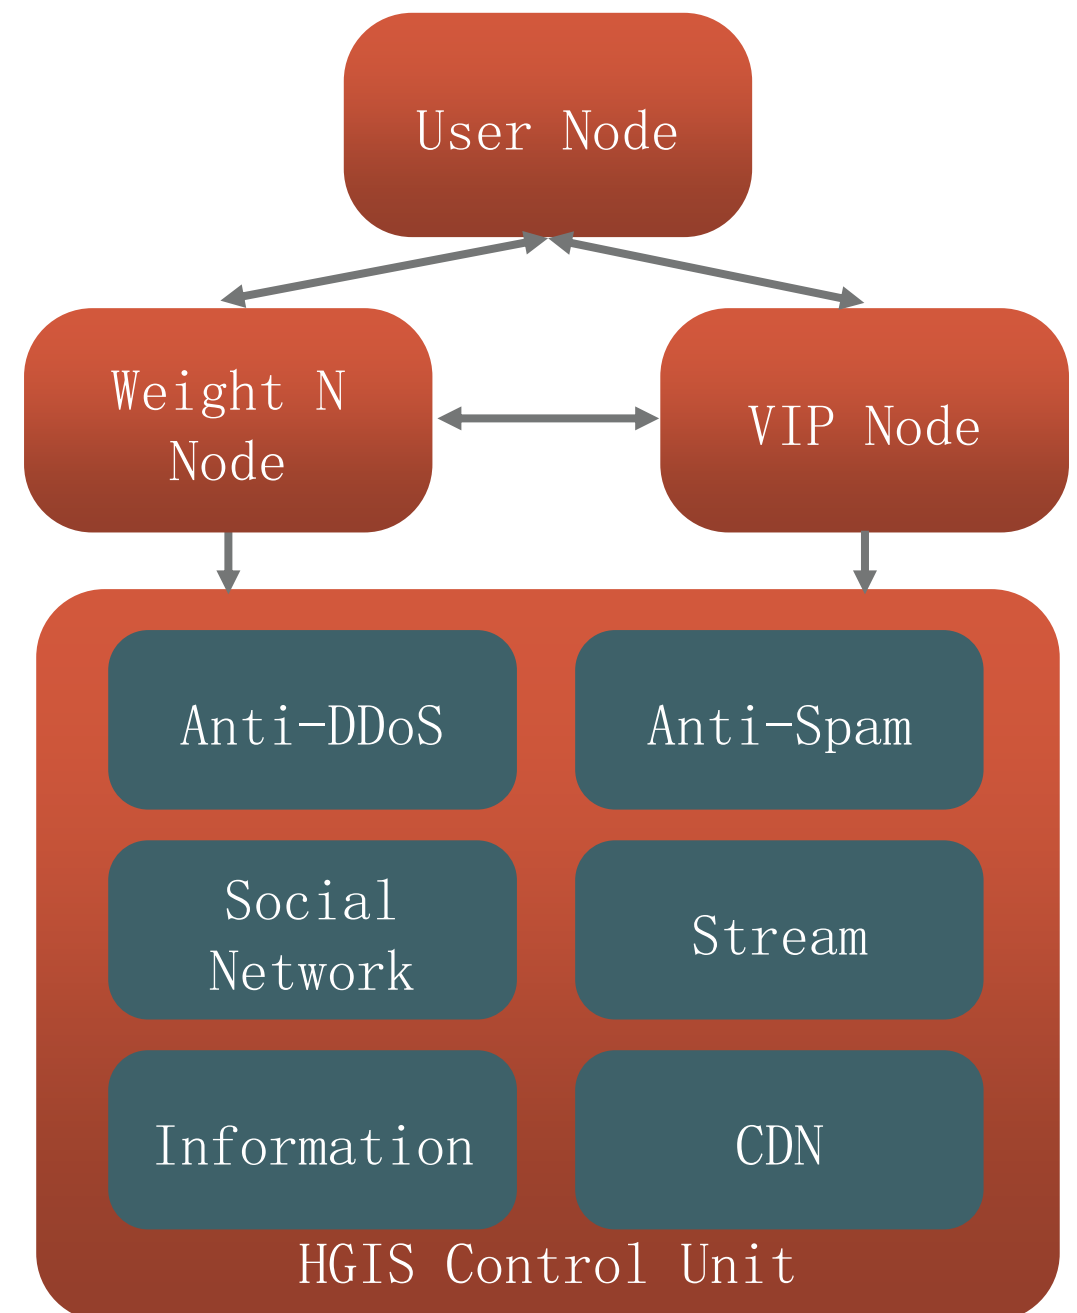 User Node
Weight N
Node
VIP Node
Anti-DDoS
Anti-Spam
Social
Network
Stream
Information
CDN
HGIS Control Unit